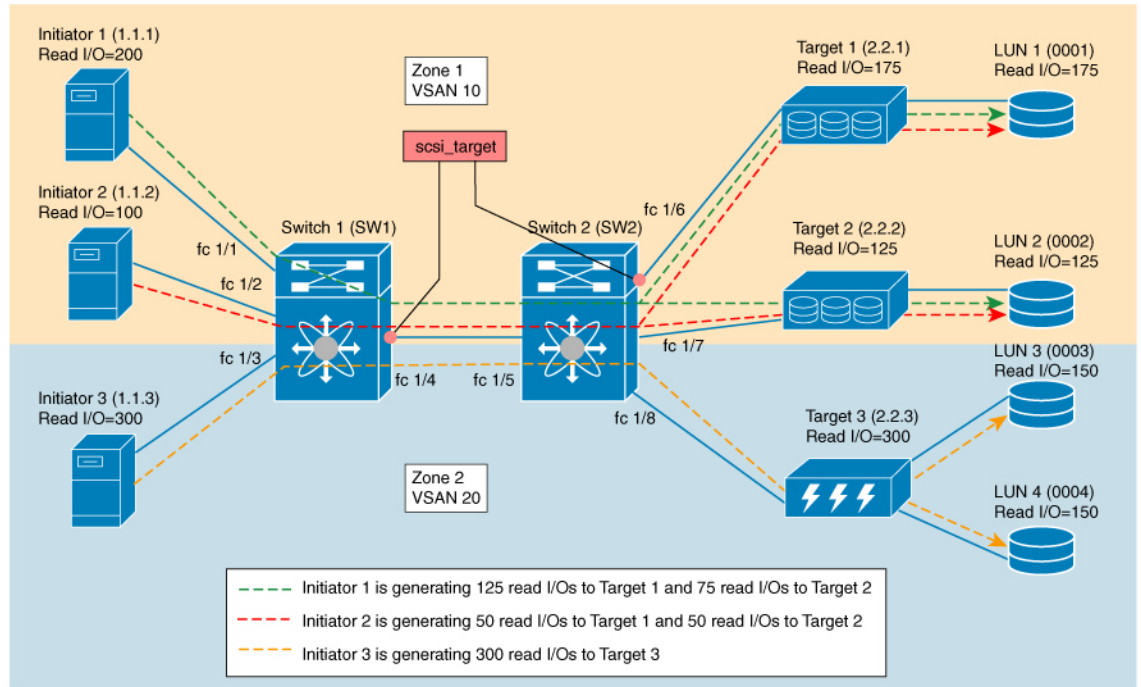 Initiator 1 (1.1.1)
Read I/O=200
Zone 1
VSAN 10
Target 1 (2.2.1)
Read I/O=175
LUN 1 (0001)
Read I/O=175
scsi_target
Initiator 2 (1.1.2)
Read I/O=100
fc 1/1
Switch 1 (SW1)
Switch 2 (SW2)
fc 1/6
Target 2 (2.2.2)
Read I/O=125
LUN 2 (0002)
Read I/O=125
fc 1/2
fc 1/3
fc 1/4
fc 1/5
fc 1/7
LUN 3 (0003)
Read I/O=150
Initiator 3 (1.1.3)
Read I/O=300
fc 1/8
Target 3 (2.2.3)
Read I/O=300
Zone 2
VSAN 20
LUN 4 (0004)
Read I/O=150
Initiator 1 is generating 125 read I/Os to Target 1 and 75 read I/Os to Target 2
Initiator 2 is generating 50 read I/Os to Target 1 and 50 read I/Os to Target 2
Initiator 3 is generating 300 read I/Os to Target 3